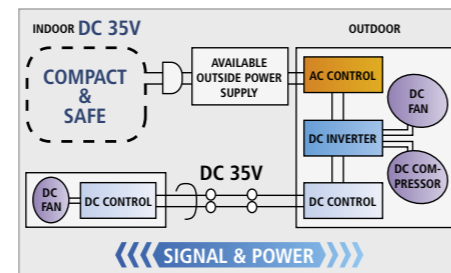 INDOOR DC 35V
OUTDOOR
COMPACT
&
SAFE
AVAILABLE
OUTSIDE POWER
SUPPLY
AC CONTROL
DC
FAN
DC INVERTER
DC COM-
PRESSOR
DC 35V
DC
FAN
DC CONTROL
DC CONTROL
SIGNAL & POWER